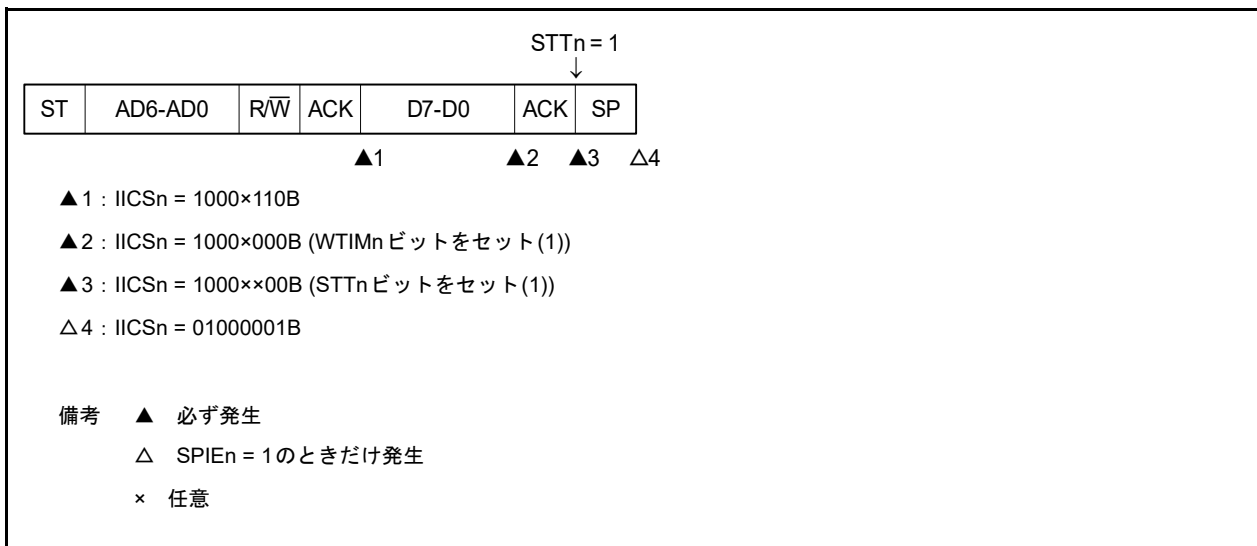 STTn = 1
↓
ST AD6-AD0 R/W̅ ACK D7-D0 ACK SP
▲1 ▲2 ▲3 △4
▲1：IICSn = 1000×110B
▲2：IICSn = 1000×000B (WTIMnビットをセット(1))
▲3：IICSn = 1000××00B (STTnビットをセット(1))
△4：IICSn = 01000001B
備考 ▲ 必ず発生
△ SPIEn = 1のときだけ発生
× 任意